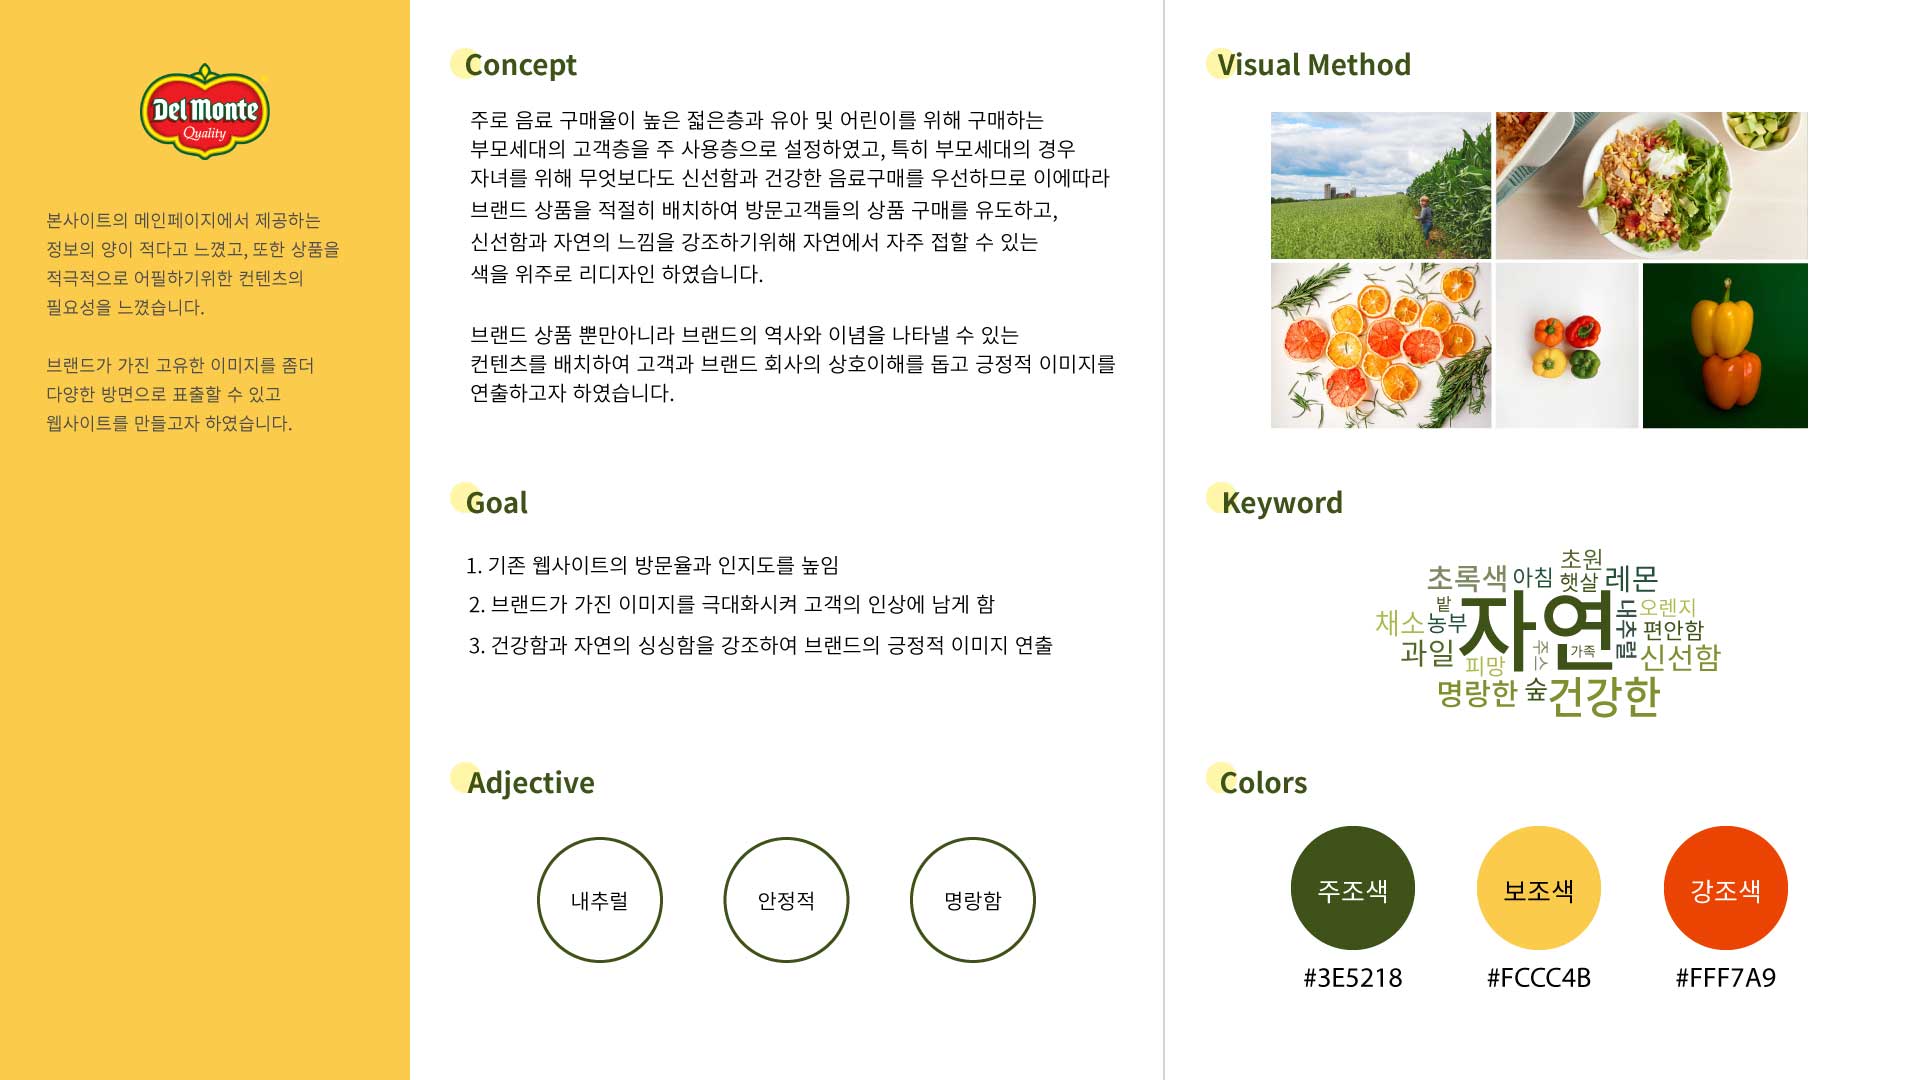 Del Monte
Quality
본사이트의 메인페이지에서 제공하는
정보의 양이 적다고 느꼈고, 또한 상품을
적극적으로 어필하기위한 컨텐츠의
필요성을 느꼈습니다.
브랜드가 가진 고유한 이미지를 좀더
다양한 방면으로 표출할 수 있고
웹사이트를 만들고자 하였습니다.
Concept
주로 음료 구매율이 높은 젊은층과 유아 및 어린이를 위해 구매하는
부모세대의 고객층을 주 사용층으로 설정하였고, 특히 부모세대의 경우
자녀를 위해 무엇보다도 신선함과 건강한 음료구매를 우선하므로 이에따라
브랜드 상품을 적절히 배치하여 방문고객들의 상품 구매를 유도하고,
신선함과 자연의 느낌을 강조하기위해 자연에서 자주 접할 수 있는
색을 위주로 리디자인 하였습니다.
브랜드 상품 뿐만아니라 브랜드의 역사와 이념을 나타낼 수 있는
컨텐츠를 배치하여 고객과 브랜드 회사의 상호이해를 돕고 긍정적 이미지를
연출하고자 하였습니다.
Goal
1. 기존 웹사이트의 방문율과 인지도를 높임
2. 브랜드가 가진 이미지를 극대화시켜 고객의 인상에 남게 함
3. 건강함과 자연의 싱싱함을 강조하여 브랜드의 긍정적 이미지 연출
Adjective
내추럴
안정적
명랑함
Visual Method
Keyword
초원
초록색
아침
햇살
레몬
밭
자연
내추럴
오렌지
채소
농부
편안함
과일
피망
주스
가족
신선함
명랑한
숲
건강한
Colors
주조색
보조색
강조색
#3E5218
#FCCC4B
#FFF7A9